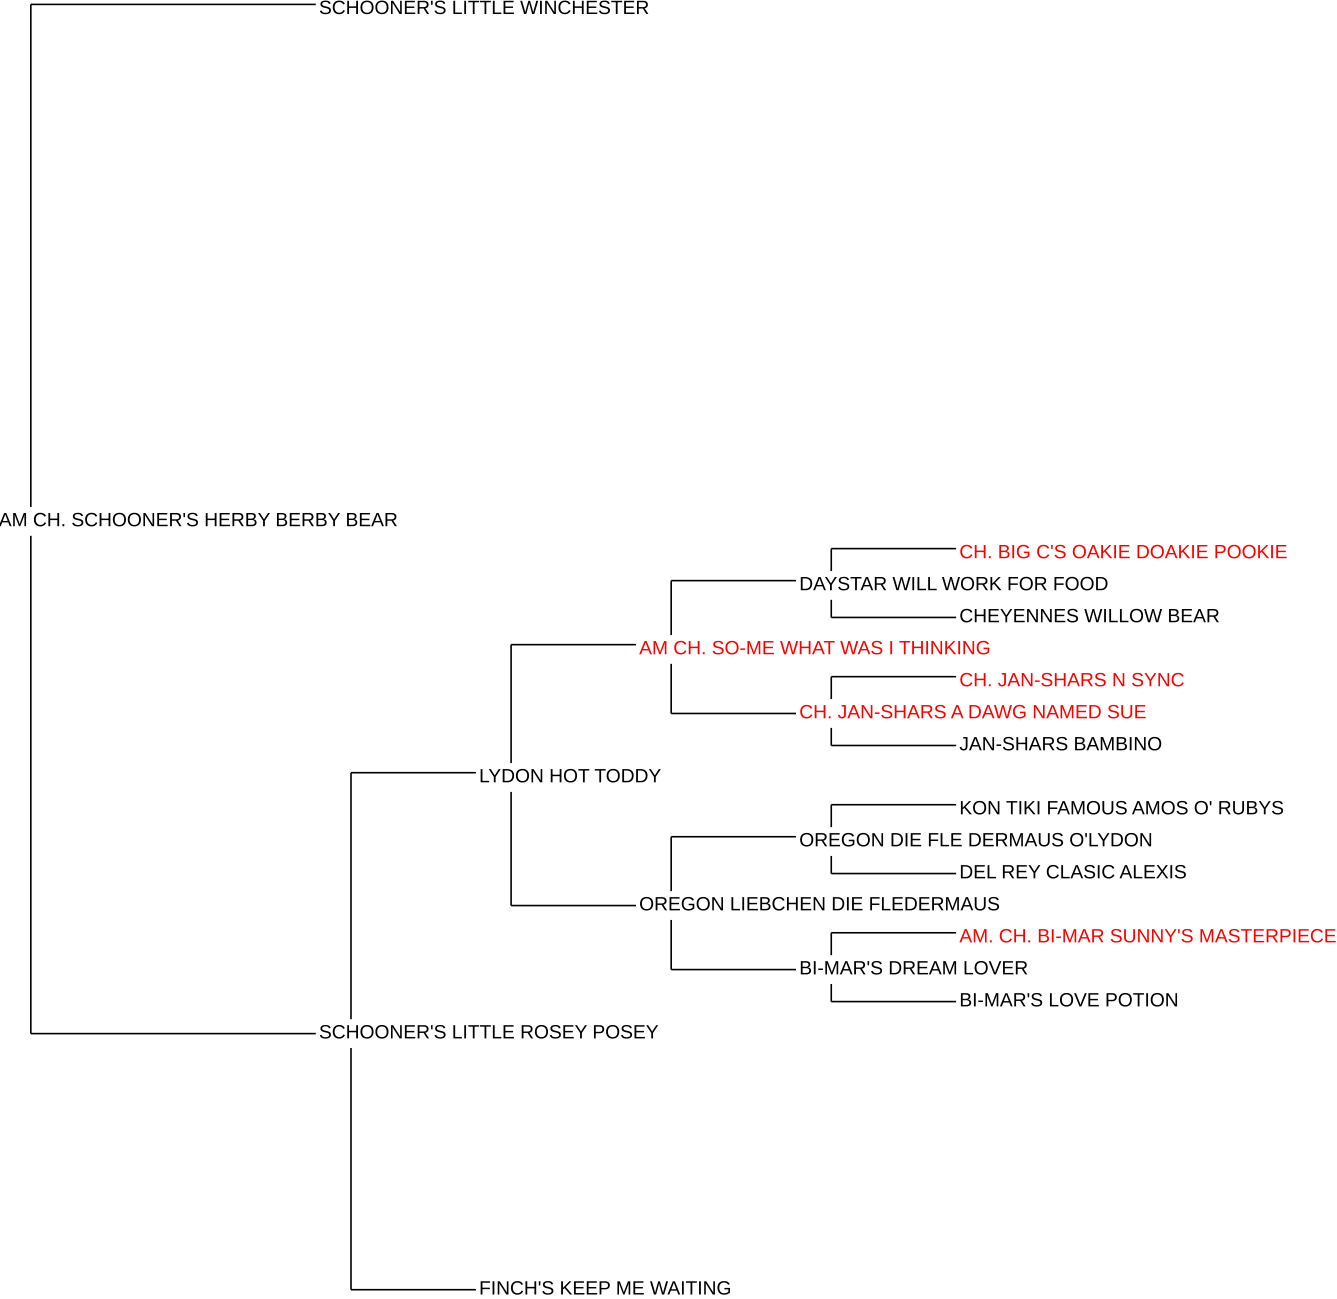 SCHOONER'S LITTLE WINCHESTER
AM CH. SCHOONER'S HERBY BERBY BEAR
CH. BIG C'S OAKIE DOAKIE POOKIE
DAYSTAR WILL WORK FOR FOOD
CHEYENNES WILLOW BEAR
AM CH. SO-ME WHAT WAS I THINKING
CH. JAN-SHARS N SYNC
CH. JAN-SHARS A DAWG NAMED SUE
JAN-SHARS BAMBINO
LYDON HOT TODDY
KON TIKI FAMOUS AMOS O' RUBYS
OREGON DIE FLE DERMAUS O'LYDON
DEL REY CLASIC ALEXIS
OREGON LIEBCHEN DIE FLEDERMAUS
AM. CH. BI-MAR SUNNY'S MASTERPIECE
BI-MAR'S DREAM LOVER
BI-MAR'S LOVE POTION
SCHOONER'S LITTLE ROSEY POSEY
FINCH'S KEEP ME WAITING